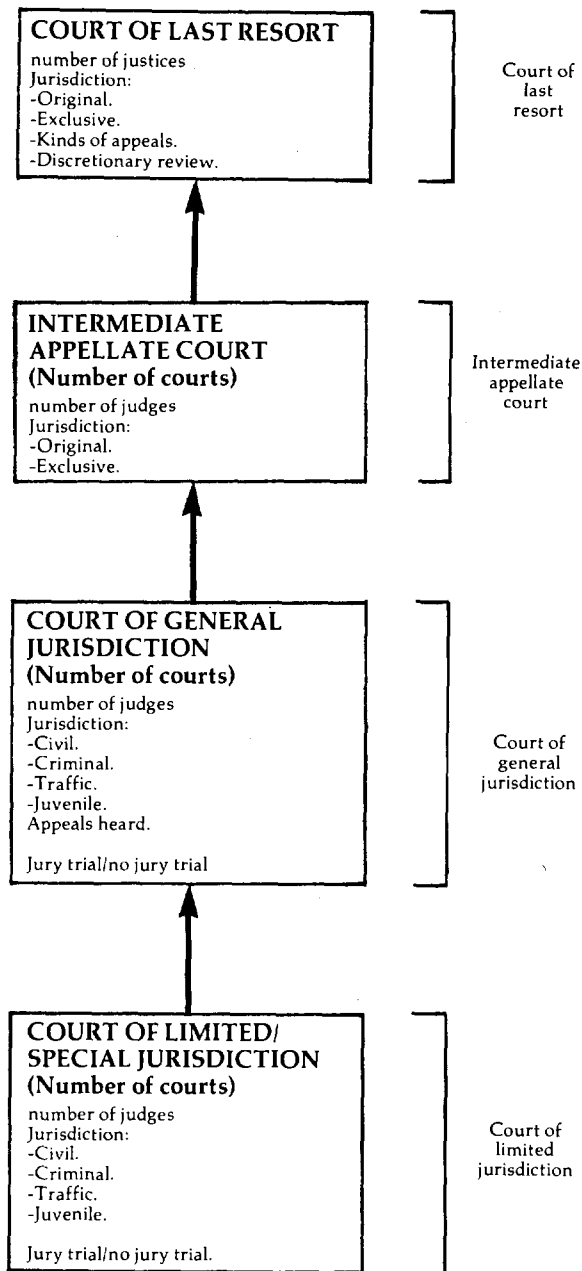 COURT OF LAST RESORT
number of justices
Jurisdiction:
-Original.
-Exclusive.
-Kinds of appeals.
-Discretionary review.
Court of
last
resort
INTERMEDIATE
APPELLATE COURT
(Number of courts)
number of judges
Jurisdiction:
-Original.
-Exclusive.
Intermediate
appellate
court
COURT OF GENERAL
JURISDICTION
(Number of courts)
number of judges
Jurisdiction:
-Civil.
-Criminal.
-Traffic.
-Juvenile.
Appeals heard.
Jury trial/no jury trial
Court of
general
jurisdiction
COURT OF LIMITED/
SPECIAL JURISDICTION
(Number of courts)
number of judges
Jurisdiction:
-Civil.
-Criminal.
-Traffic.
-Juvenile.
Jury trial/no jury trial.
Court of
limited
jurisdiction